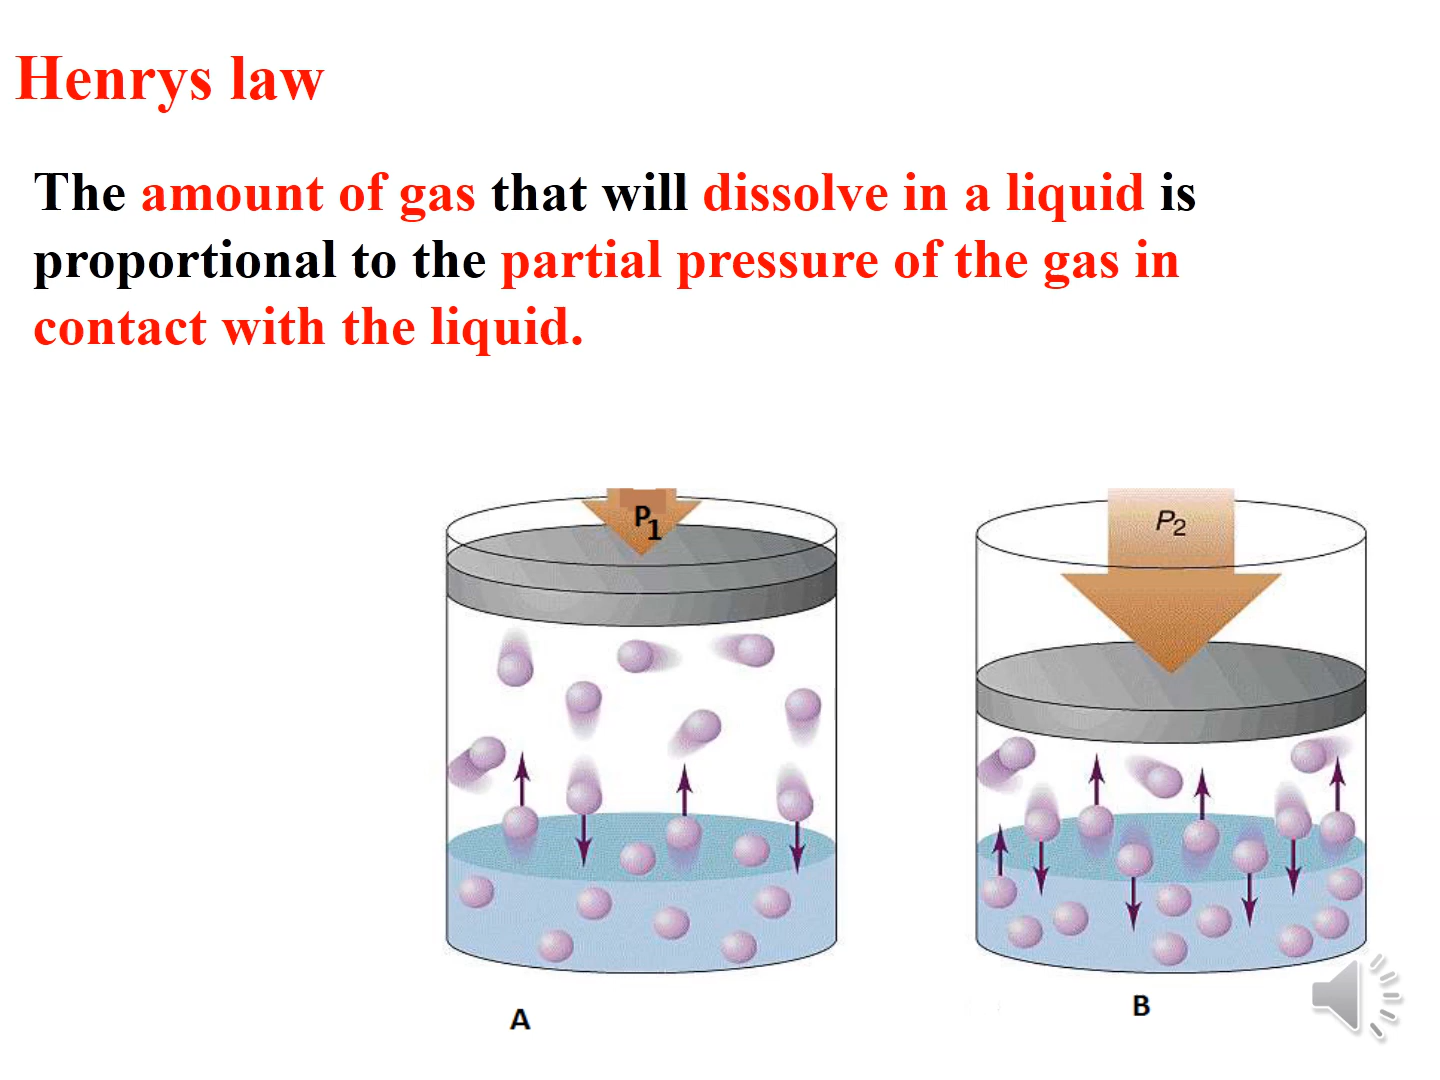 Henrys law
The amount of gas that will dissolve in a liquid is
proportional to the partial pressure of the gas in
contact with the liquid.
P1
P2
A
B